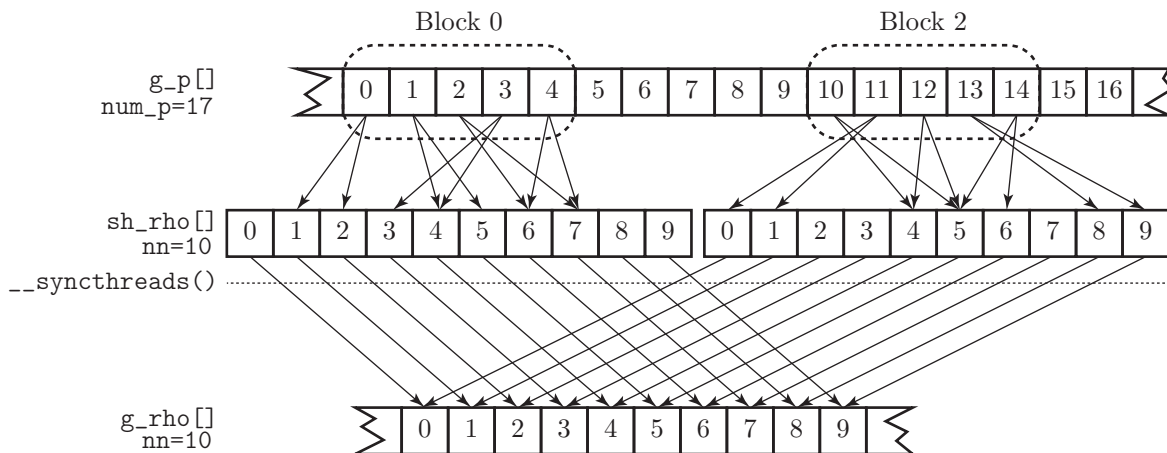 Block 0 Block 2
g_p[] 0 1 2 3 4 5 6 7 8 9 10 11 12 13 14 15 16
num_p=17
sh_rho[] 0 1 2 3 4 5 6 7 8 9 0 1 2 3 4 5 6 7 8 9
nn=10
__syncthreads()
g_rho[] 0 1 2 3 4 5 6 7 8 9
nn=10